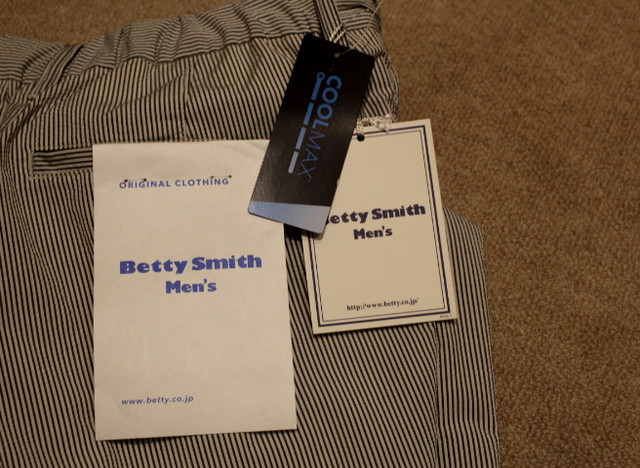 ORIGINAL CLOTHING
Betty Smith
Men's
www.betty.co.jp
COOLMAX
Betty Smith
Men's
http://www.betty.co.jp/